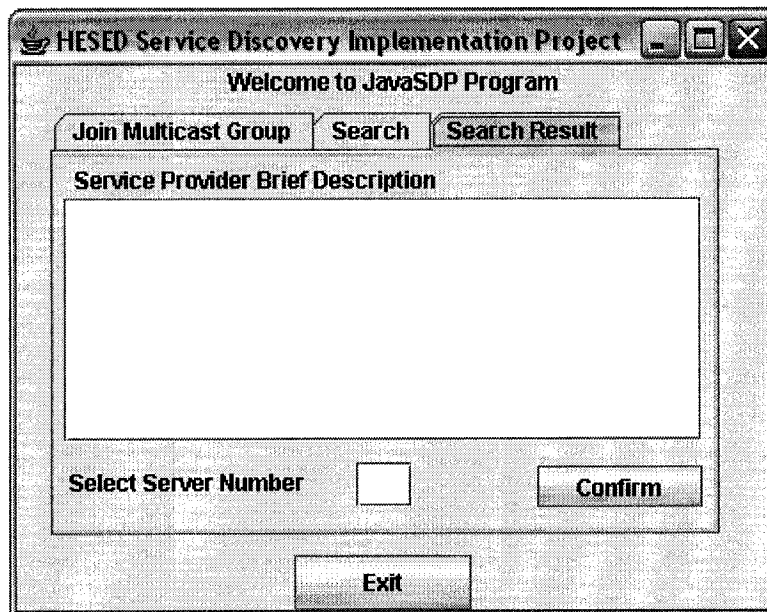 HESED Service Discovery Implementation Project
Welcome to JavaSDP Program
Join Multicast Group Search Search Result
Service Provider Brief Description
Select Server Number Confirm
Exit